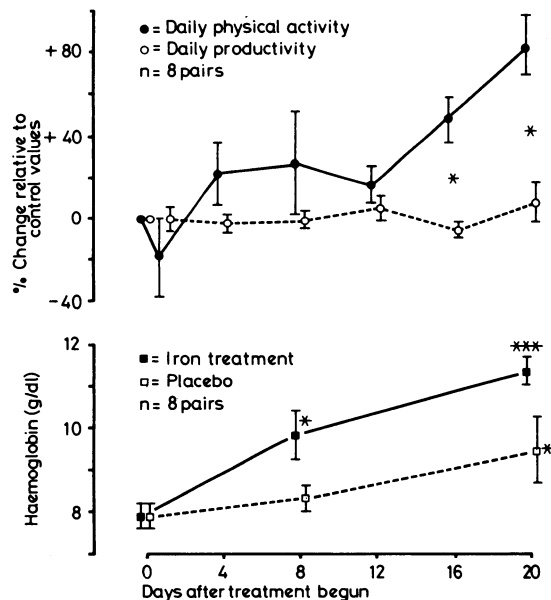 ● = Daily physical activity
○ = Daily productivity
n = 8 pairs
% Change relative to
control values
+ 80
+ 40
0
-40
*
*
■ = Iron treatment
□ = Placebo
n = 8 pairs
Haemoglobin (g/dl)
12
10
8
*
***
*
0 4 8 12 16 20
Days after treatment begun